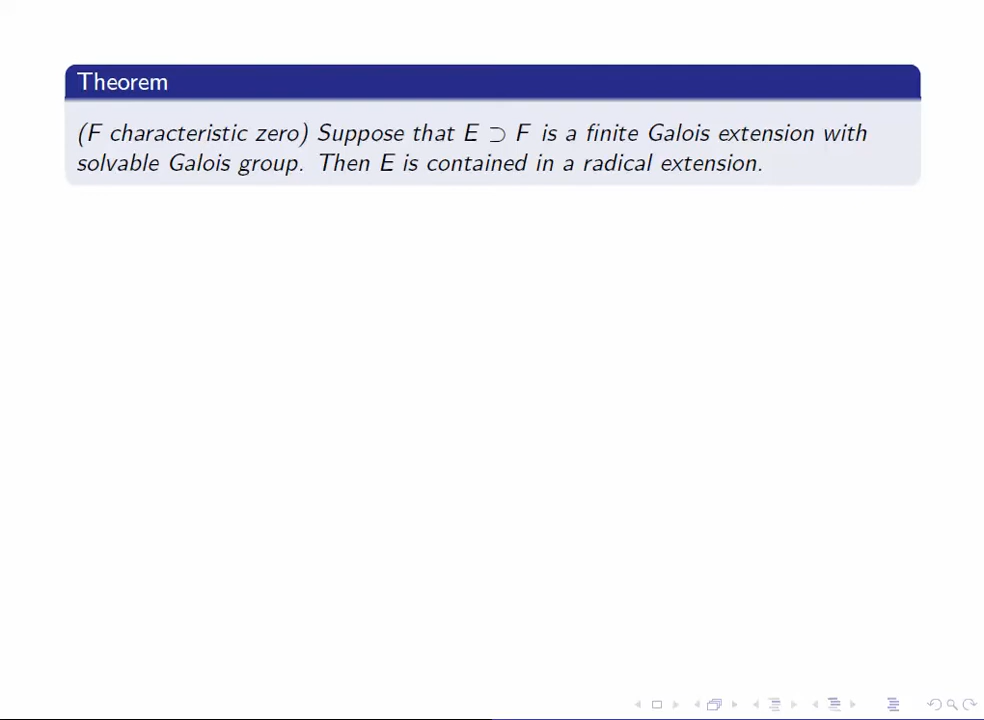 Theorem
(F characteristic zero) Suppose that E ⊃ F is a finite Galois extension with
solvable Galois group. Then E is contained in a radical extension.